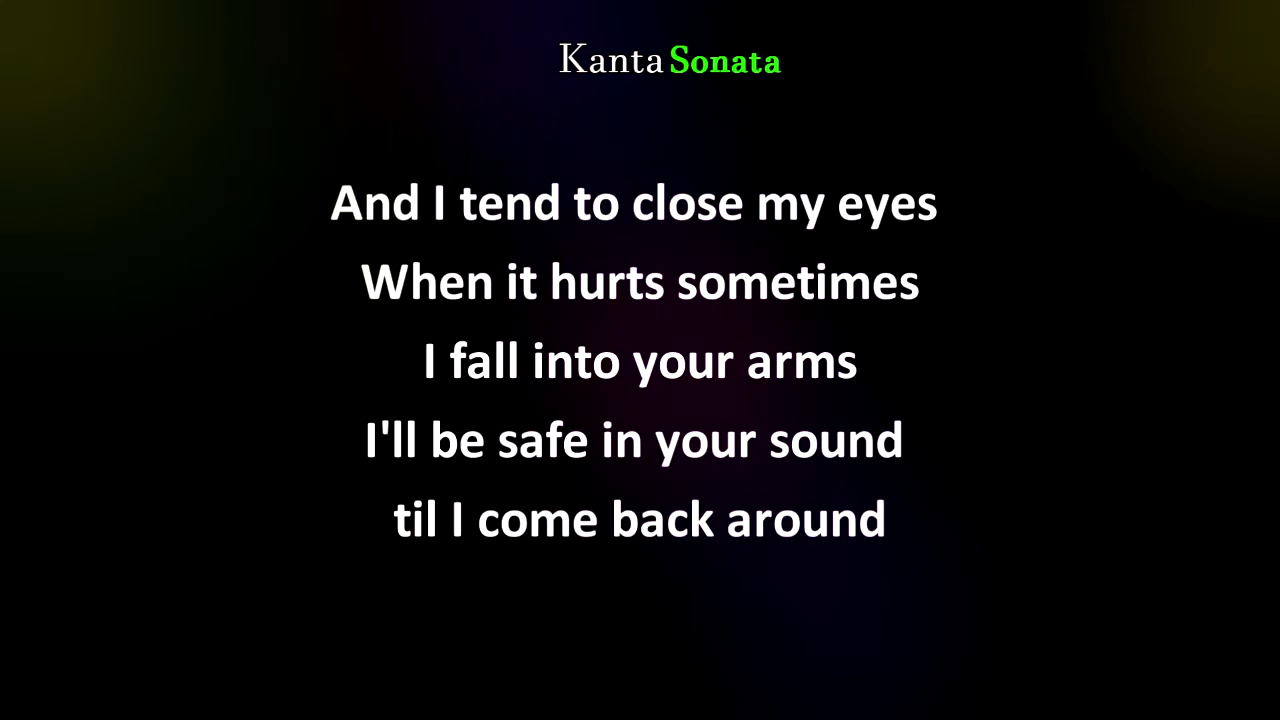 Kanta Sonata
And I tend to close my eyes
When it hurts sometimes
I fall into your arms
I'll be safe in your sound
til I come back around